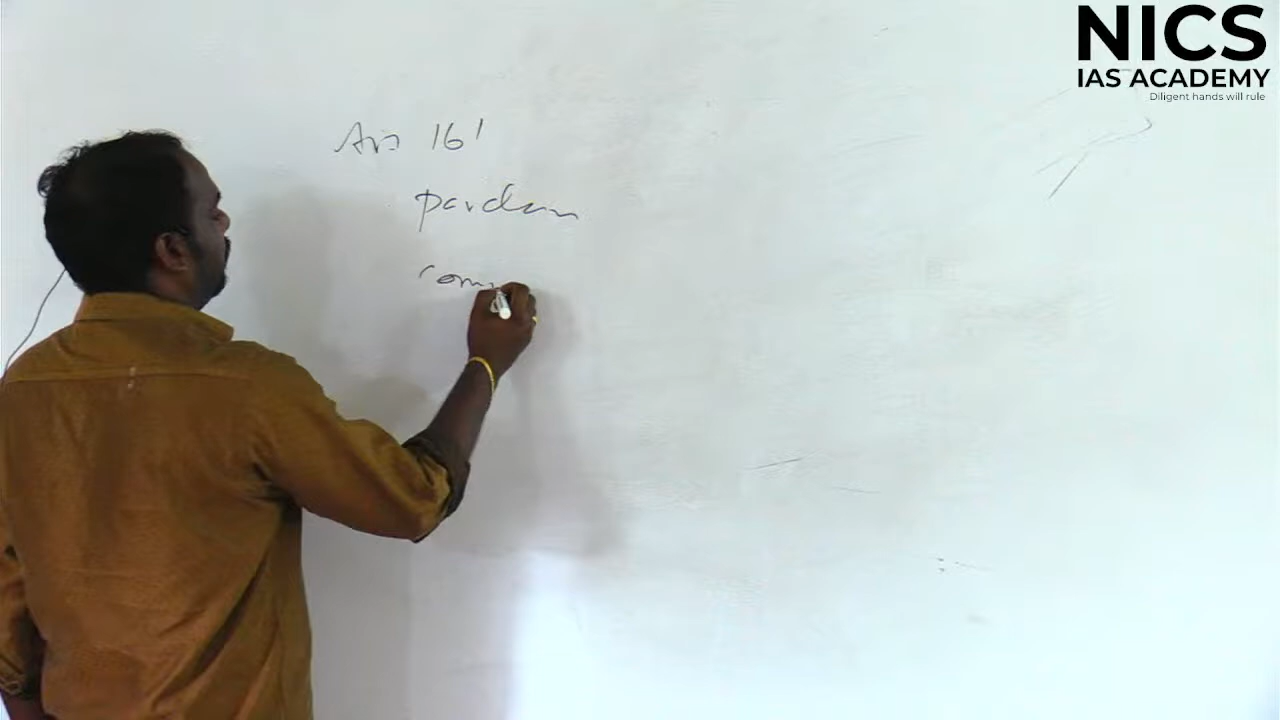 NICS
IAS ACADEMY
Diligent hands will rule
Art 161
pardon
comm